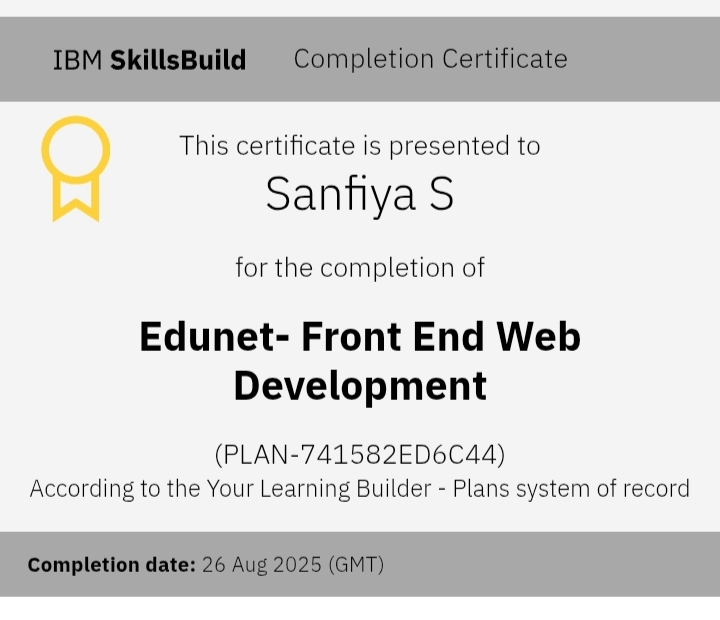 IBM SkillsBuild Completion Certificate
This certificate is presented to
Sanfiya S
for the completion of
Edunet- Front End Web
Development
(PLAN-741582ED6C44)
According to the Your Learning Builder - Plans system of record
Completion date: 26 Aug 2025 (GMT)